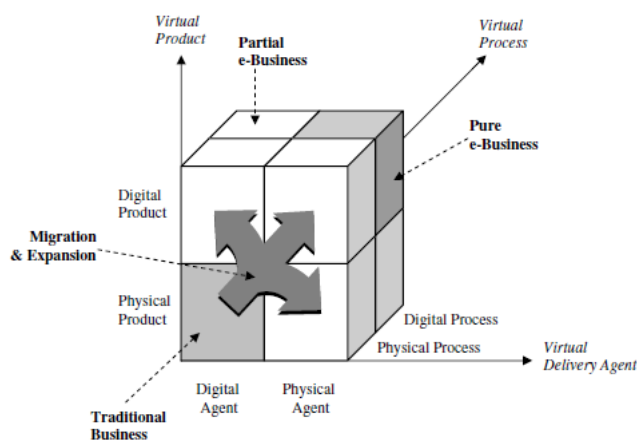 Virtual
Product
Partial
e-Business
Virtual
Process
Pure
e-Business
Digital
Product
Migration
& Expansion
Physical
Product
Digital Process
Physical Process
Virtual
Delivery Agent
Digital
Agent
Physical
Agent
Traditional
Business